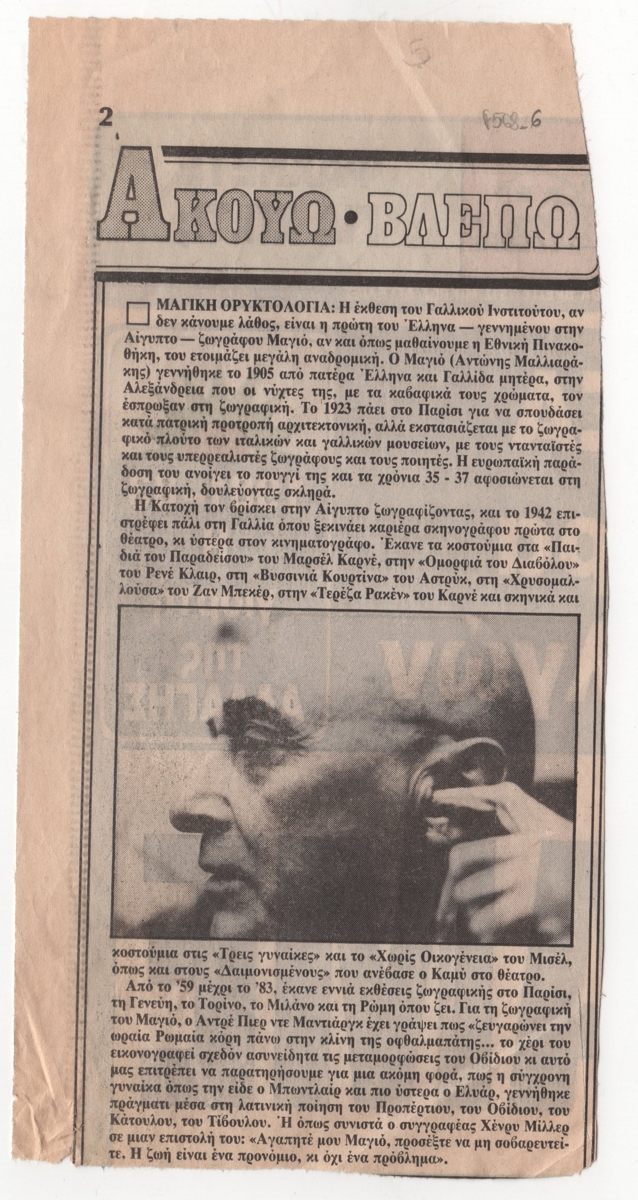 5
2
f568_6
ΑΚΟΥΩ • ΒΛΕΠΩ
ΜΑΓΙΚΗ ΟΡΥΚΤΟΛΟΓΙΑ: Η έκθεση του Γαλλικού Ινστιτούτου, αν
δεν κάνουμε λάθος, είναι η πρώτη του Έλληνα — γεννημένου στην
Αίγυπτο — ζωγράφου Μαγιό, αν και όπως μαθαίνουμε η Εθνική Πινακο-
θήκη, του ετοιμάζει μεγάλη αναδρομική. Ο Μαγιό (Αντώνης Μαλλιαρά-
κης) γεννήθηκε το 1905 από πατέρα Έλληνα και Γαλλίδα μητέρα, στην
Αλεξάνδρεια που οι νύχτες της, με τα καβαφικά τους χρώματα, τον
έσπρωξαν στη ζωγραφική. Το 1923 πάει στο Παρίσι για να σπουδάσει
κατά πατρική προτροπή αρχιτεκτονική, αλλά εκστασιάζεται με το ζωγρα-
φικό πλούτο των ιταλικών και γαλλικών μουσείων, με τους ντανταϊστές
και τους υπερρεαλιστές ζωγράφους και τους ποιητές. Η ευρωπαϊκή παρά-
δοση του ανοίγει το πουγγί της και τα χρόνια 35 - 37 αφοσιώνεται στη
ζωγραφική, δουλεύοντας σκληρά.
Η Κατοχή τον βρίσκει στην Αίγυπτο ζωγραφίζοντας, και το 1942 επι-
στρέφει πάλι στη Γαλλία όπου ξεκινάει καριέρα σκηνογράφου πρώτα στο
θέατρο, κι ύστερα στον κινηματογράφο. Έκανε τα κοστούμια στα «Παι-
διά του Παραδείσου» του Μαρσέλ Καρνέ, στην «Ομορφιά του Διαβόλου»
του Ρενέ Κλαιρ, στη «Βυσσινιά Κουρτίνα» του Αστρύκ, στη «Χρυσομαλ-
λούσα» του Ζαν Μπεκέρ, στην «Τερέζα Ρακέν» του Καρνέ και σκηνικά και
κοστούμια στις «Τρεις γυναίκες» και το «Χωρίς Οικογένεια» του Μισέλ,
όπως και στους «Δαιμονισμένους» που ανέβασε ο Καμύ στο θέατρο.
Από το '59 μέχρι το '83, έκανε εννιά εκθέσεις ζωγραφικής στο Παρίσι,
τη Γενεύη, το Τορίνο, το Μιλάνο και τη Ρώμη όπου ζει. Για τη ζωγραφική
του Μαγιό, ο Αντρέ Πιερ ντε Μαντιάργκ έχει γράψει πως «ζευγαρώνει την
ωραία Ρωμαία κόρη πάνω στην κλίνη της οφθαλμαπάτης... το χέρι του
εικονογραφεί σχεδόν ασυνείδητα τις μεταμορφώσεις του Οβίδιου κι αυτό
μας επιτρέπει να παρατηρήσουμε για μια ακόμη φορά, πως η σύγχρονη
γυναίκα όπως την είδε ο Μπωντλαίρ και πιο ύστερα ο Ελυάρ, γεννήθηκε
πράγματι μέσα στη λατινική ποίηση του Προπέρτιου, του Οβίδιου, του
Κάτουλου, του Τίβουλου. Ή όπως συνιστά ο συγγραφέας Χένρυ Μίλλερ
σε μιαν επιστολή του: «Αγαπητέ μου Μαγιό, προσέξτε να μη σοβαρευτεί-
τε. Η ζωή είναι ένα προνόμιο, κι όχι ένα πρόβλημα».